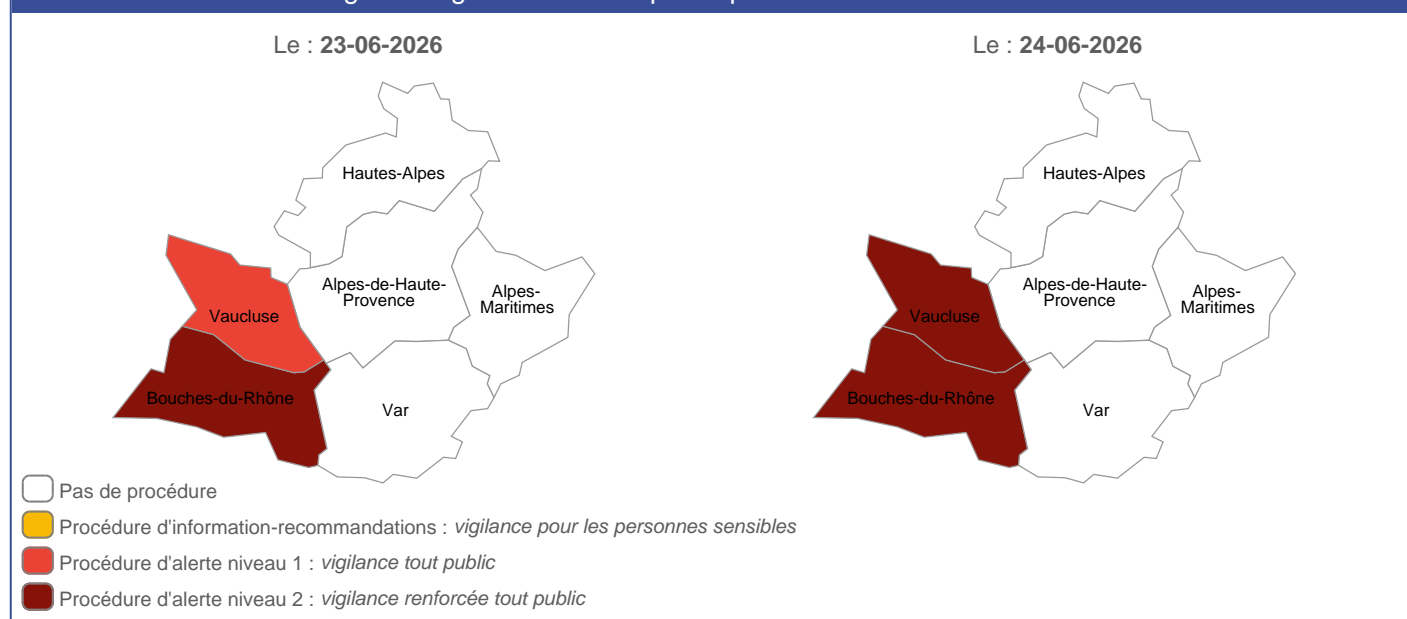 Le : 23-06-2026
Hautes-Alpes
Alpes-de-Haute-
Provence
Alpes-
Maritimes
Vaucluse
Bouches-du-Rhône
Var
Le : 24-06-2026
Hautes-Alpes
Alpes-de-Haute-
Provence
Alpes-
Maritimes
Vaucluse
Bouches-du-Rhône
Var
Pas de procédure
Procédure d'information-recommandations : vigilance pour les personnes sensibles
Procédure d'alerte niveau 1 : vigilance tout public
Procédure d'alerte niveau 2 : vigilance renforcée tout public